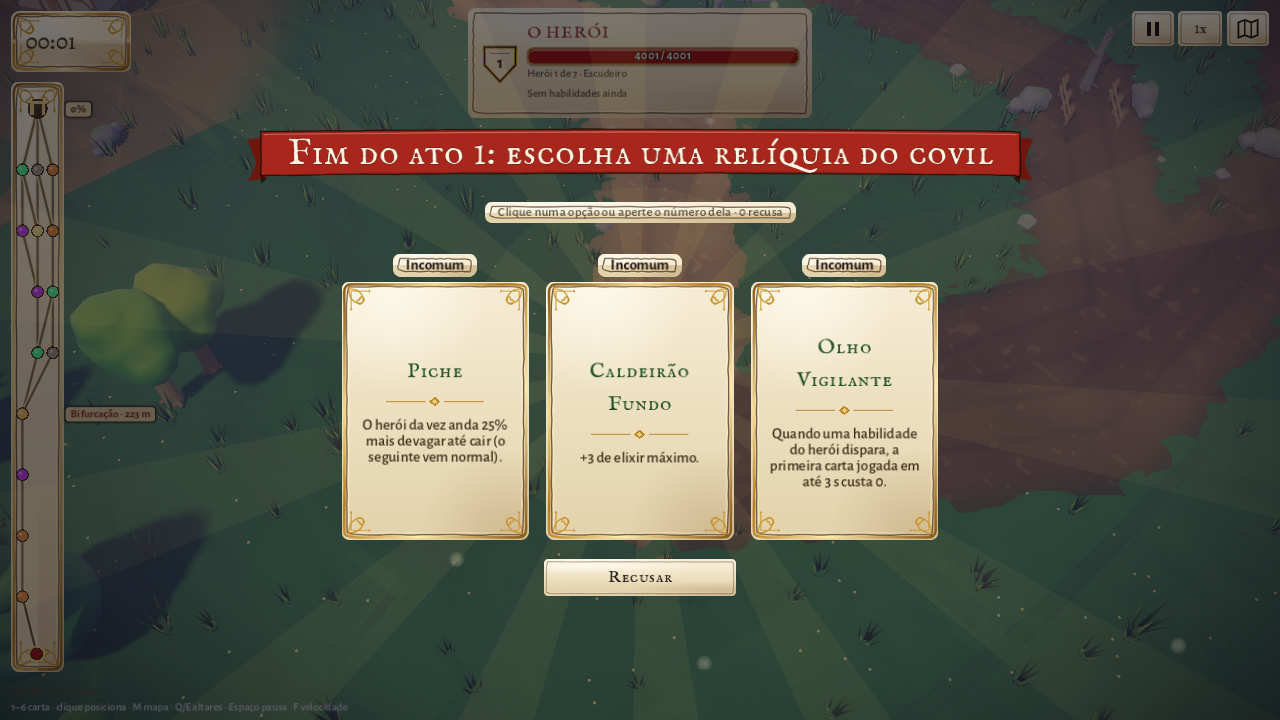 00:01
O HERÓI
1
4001 / 4001
Herói 1 de 7 · Escudeiro
Sem habilidades ainda
1x
0%
Fim do ato 1: escolha uma relíquia do covil
Clique numa opção ou aperte o número dela · 0 recusa
Incomum
Incomum
Incomum
Piche
O herói da vez anda 25%
mais devagar até cair (o
seguinte vem normal).
Caldeirão
Fundo
+3 de elixir máximo.
Olho
Vigilante
Quando uma habilidade
do herói dispara, a
primeira carta jogada em
até 3 s custa 0.
Bifurcação · 223 m
Recusar
1–6 carta · clique posiciona · M mapa · Q/E altares · Espaço pausa · F velocidade